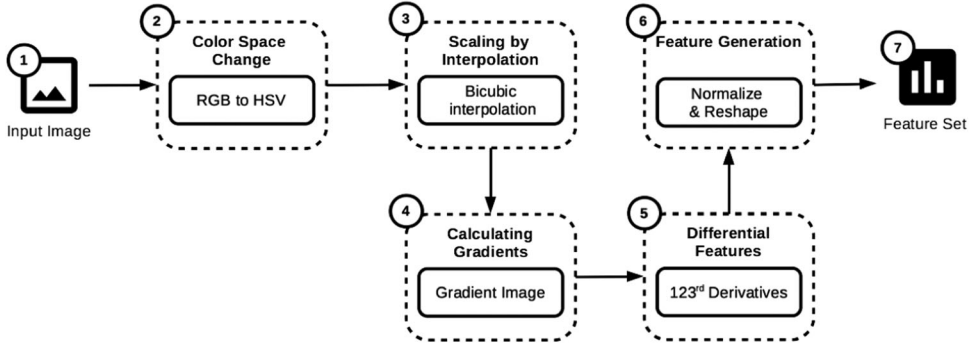 1
Input Image
2
Color Space
Change
RGB to HSV
3
Scaling by
Interpolation
Bicubic
interpolation
4
Calculating
Gradients
Gradient Image
5
Differential
Features
123rd Derivatives
6
Feature Generation
Normalize
& Reshape
7
Feature Set